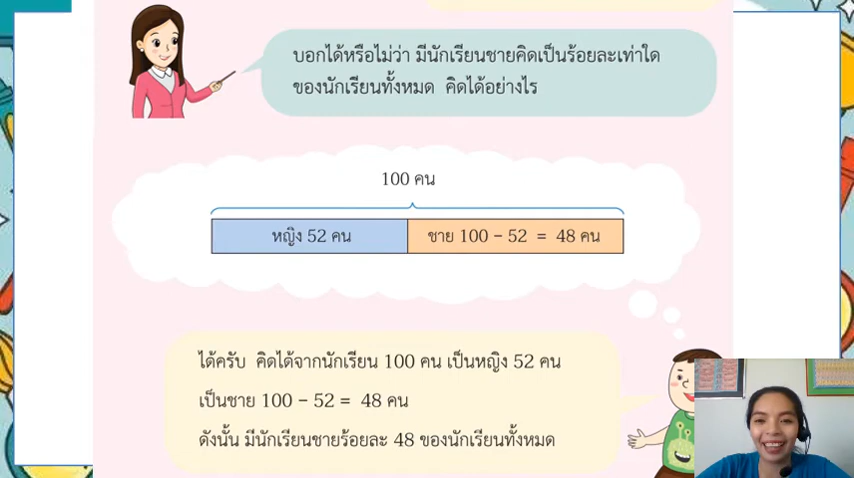 บอกได้หรือไม่ว่า มีนักเรียนชายคิดเป็นร้อยละเท่าใด
ของนักเรียนทั้งหมด คิดได้อย่างไร
100 คน
หญิง 52 คน
ชาย 100 – 52 = 48 คน
ได้ครับ คิดได้จากนักเรียน 100 คน เป็นหญิง 52 คน
เป็นชาย 100 – 52 = 48 คน
ดังนั้น มีนักเรียนชายร้อยละ 48 ของนักเรียนทั้งหมด